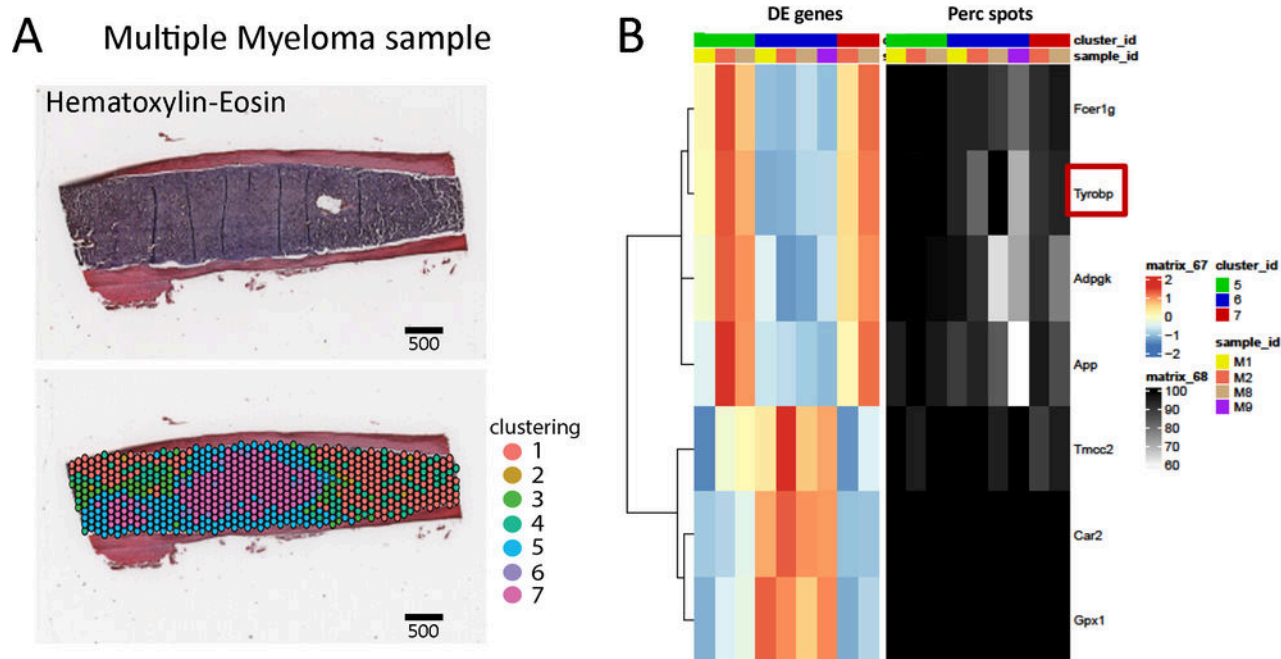 A
Multiple Myeloma sample
Hematoxylin-Eosin
500
500
clustering
1
2
3
4
5
6
7
B
DE genes
Perc spots
cluster_id
sample_id
Fcer1g
Tyrobp
Adpgk
App
Tmcc2
Car2
Gpx1
matrix_67
2
1
0
-1
-2
matrix_68
100
90
80
70
60
cluster_id
5
6
7
sample_id
M1
M2
M8
M9